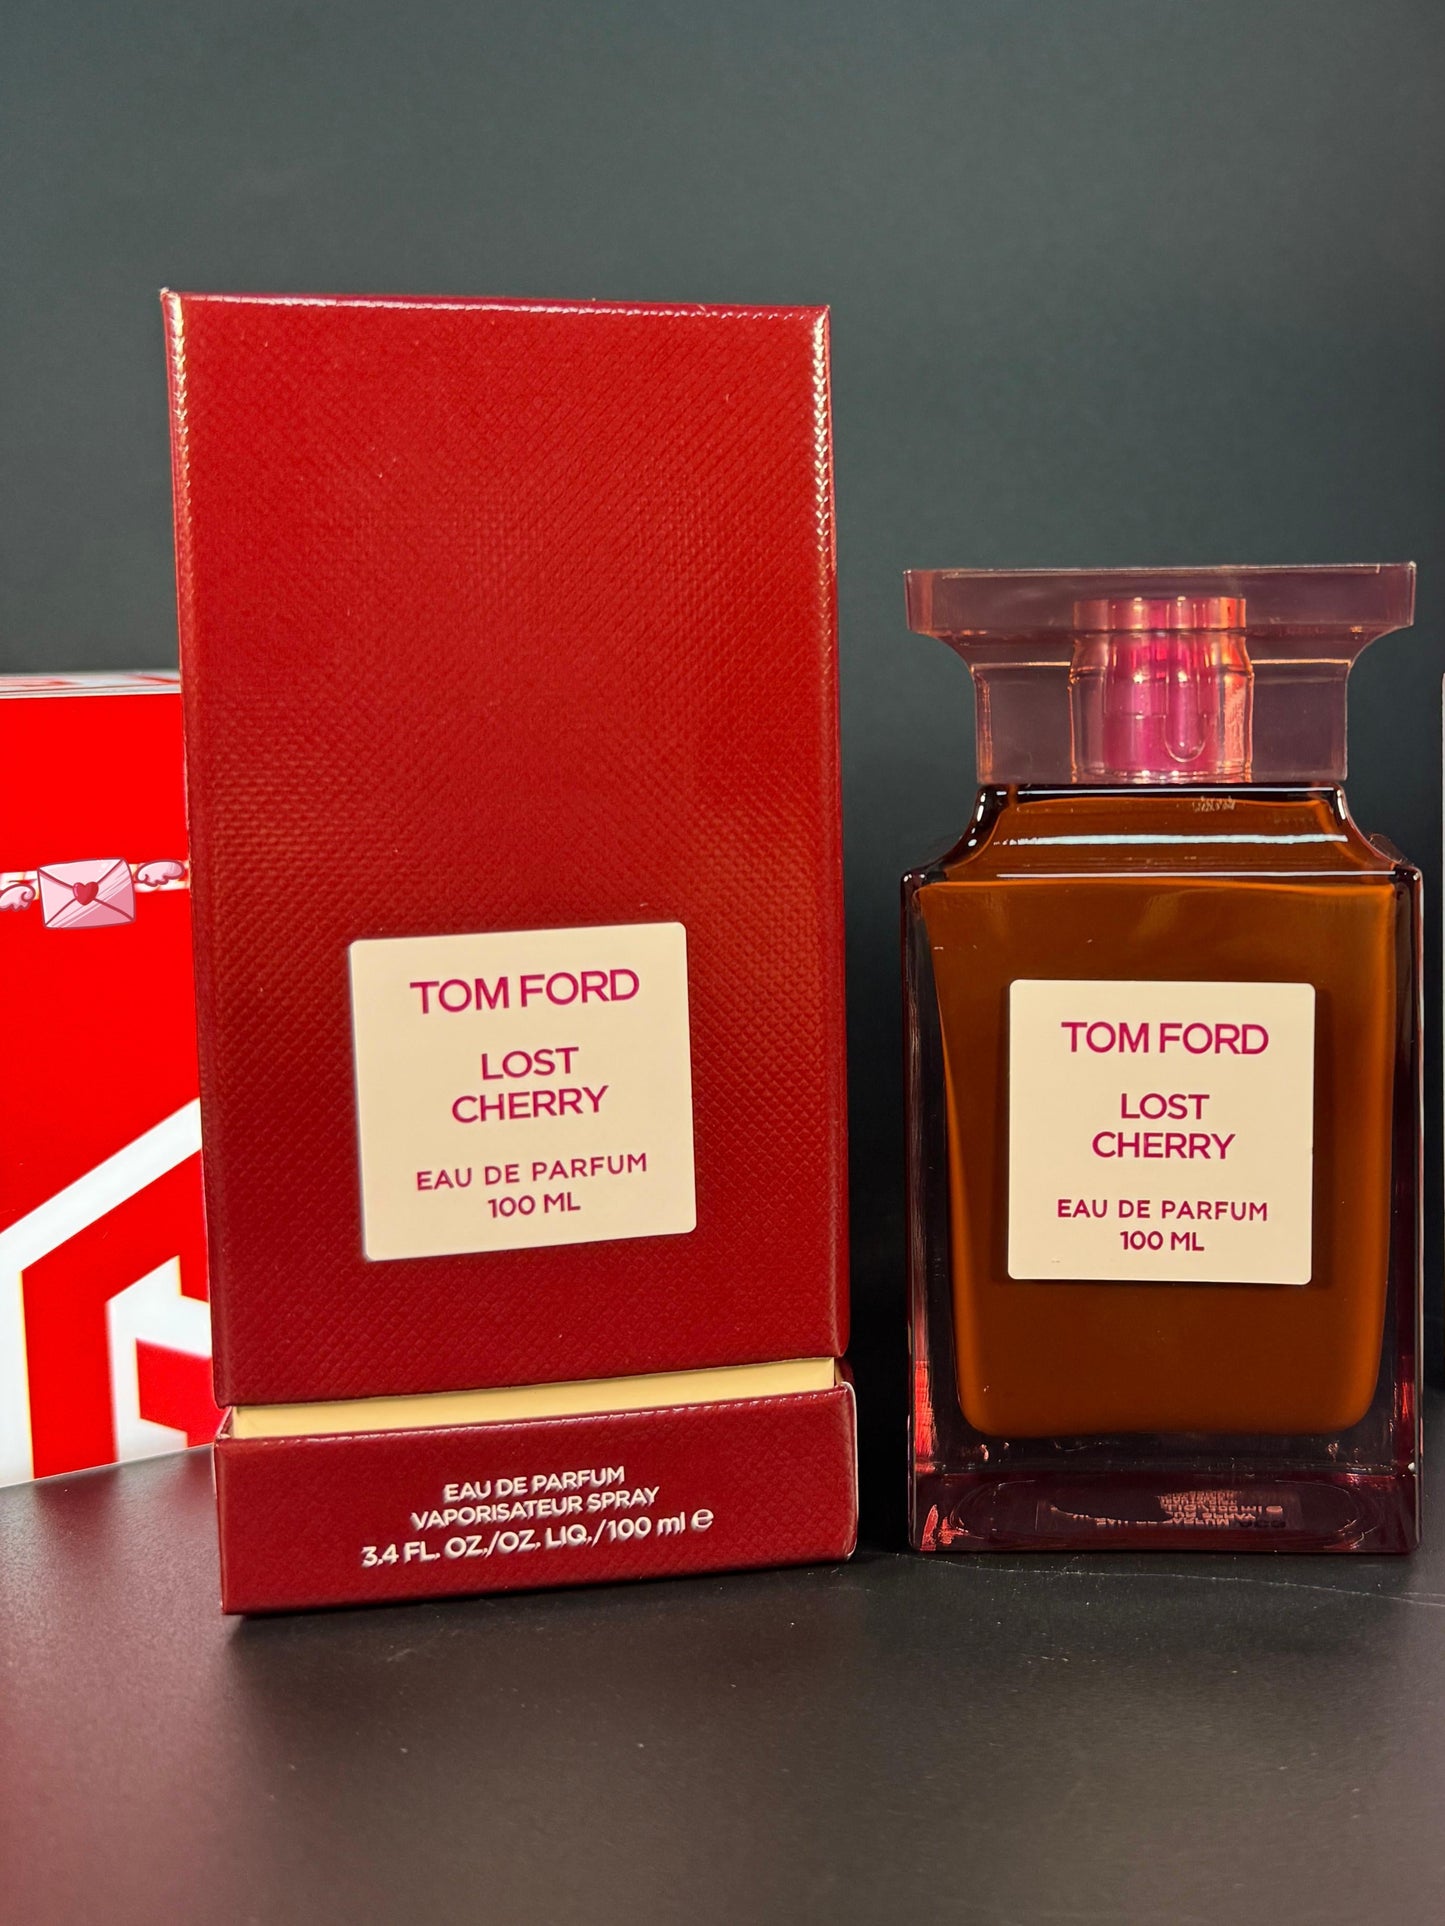 TOM FORD
LOST
CHERRY
EAU DE PARFUM
100 ML
EAU DE PARFUM
VAPORISATEUR SPRAY
3.4 FL. OZ./OZ. LIQ./100 ml ℮
TOM FORD
LOST
CHERRY
EAU DE PARFUM
100 ML